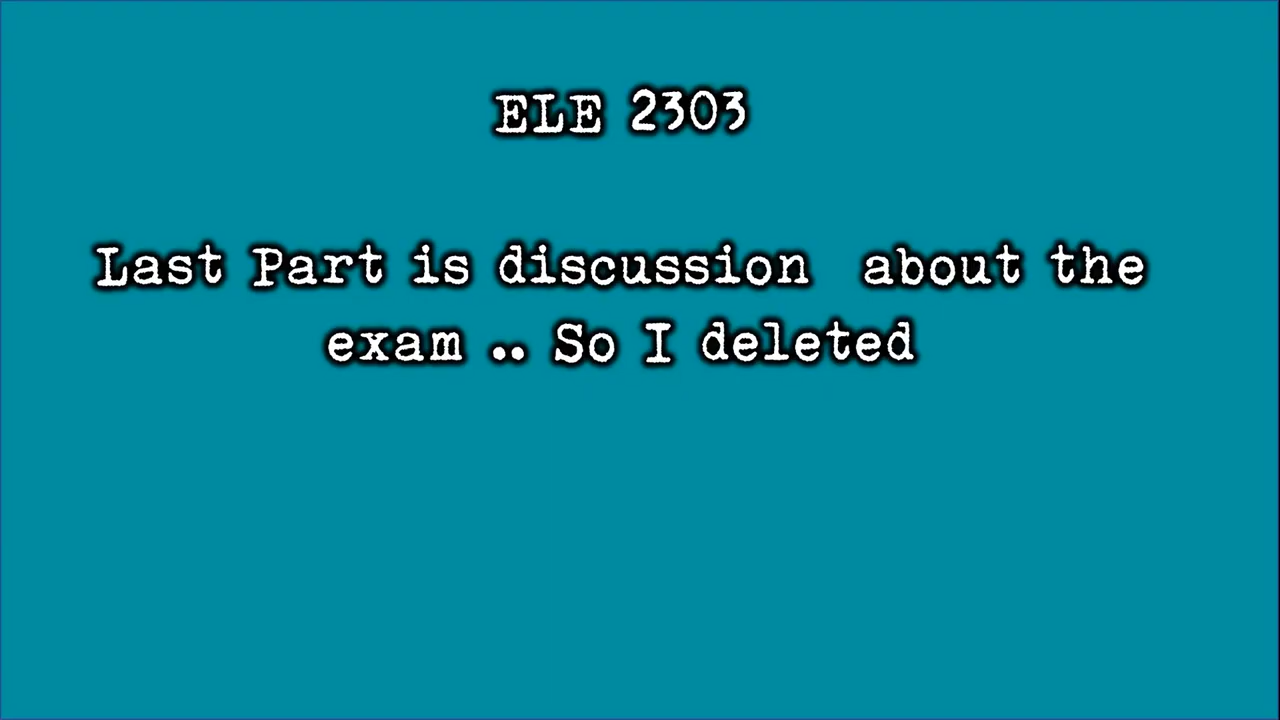 ELE 2303
Last Part is discussion  about the
exam .. So I deleted